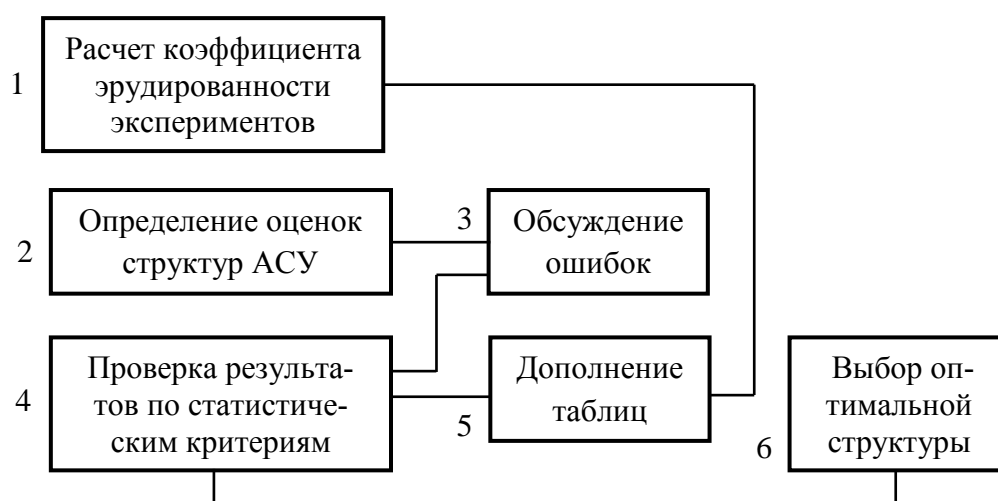 1
Расчет коэффициента
эрудированности
экспериментов
2
Определение оценок
структур АСУ
3
Обсуждение
ошибок
4
Проверка результа-
тов по статистиче-
ским критериям
5
Дополнение
таблиц
6
Выбор оп-
тимальной
структуры